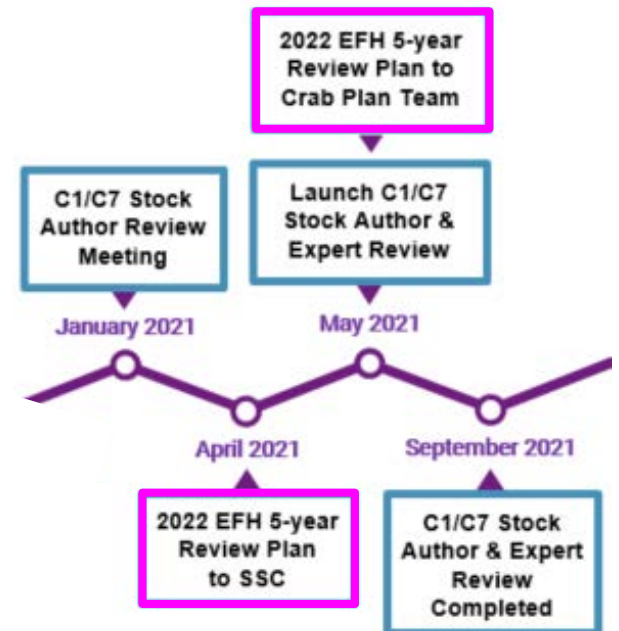 2022 EFH 5-year
Review Plan to
Crab Plan Team
C1/C7 Stock
Author Review
Meeting
Launch C1/C7
Stock Author &
Expert Review
January 2021
May 2021
April 2021
September 2021
2022 EFH 5-year
Review Plan
to SSC
C1/C7 Stock
Author & Expert
Review
Completed